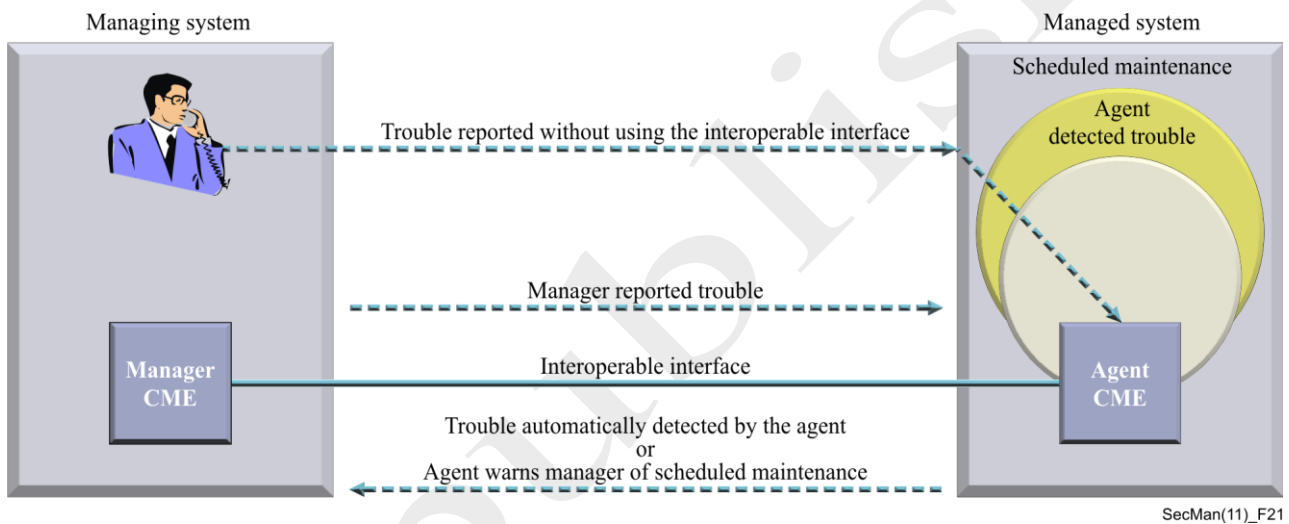 Managing system
Managed system
Scheduled maintenance
Agent
detected trouble
Trouble reported without using the interoperable interface
Manager reported trouble
Interoperable interface
Manager
CME
Agent
CME
Trouble automatically detected by the agent
or
Agent warns manager of scheduled maintenance
SecMan(11)_F21